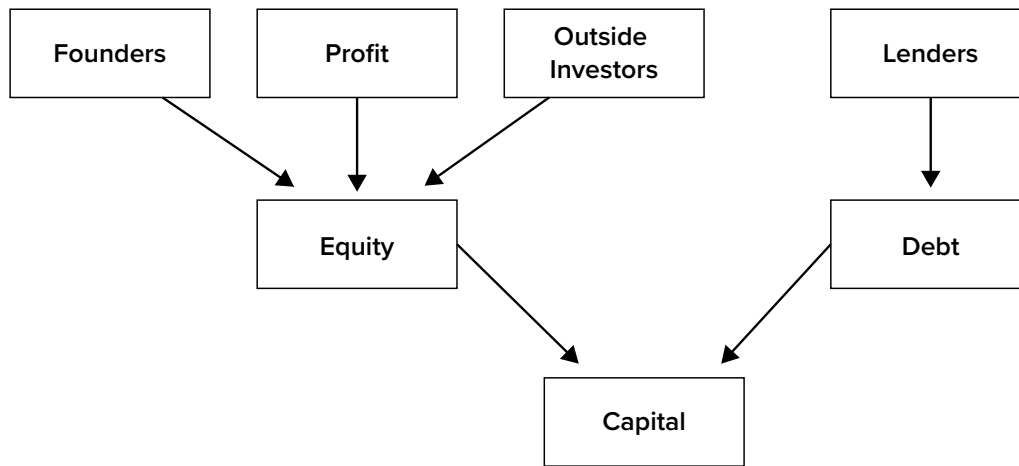 Founders
Profit
Outside
Investors
Lenders
Equity
Debt
Capital